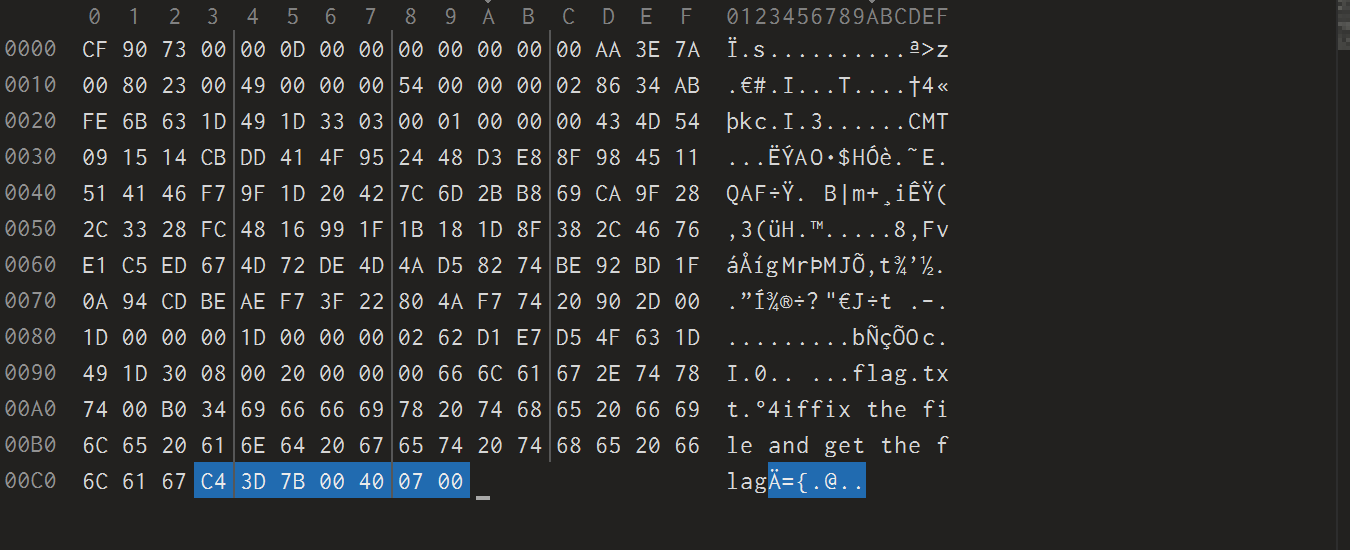 0 1 2 3 4 5 6 7 8 9 A B C D E F 0123456789ABCDEF
0000 CF 90 73 00 00 0D 00 00 00 00 00 00 00 AA 3E 7A Ï.s..........ª>z
0010 00 80 23 00 49 00 00 00 54 00 00 00 02 86 34 AB .€#.I...T....†4«
0020 FE 6B 63 1D 49 1D 33 03 00 01 00 00 00 43 4D 54 þkc.I.3......CMT
0030 09 15 14 CB DD 41 4F 95 24 48 D3 E8 8F 98 45 11 ...ËÝAO•$HÓè.˜E.
0040 51 41 46 F7 9F 1D 20 42 7C 6D 2B B8 69 CA 9F 28 QAF÷Ÿ. B|m+¸iÊŸ(
0050 2C 33 28 FC 48 16 99 1F 1B 18 1D 8F 38 2C 46 76 ,3(üH.™.....8,Fv
0060 E1 C5 ED 67 4D 72 DE 4D 4A D5 82 74 BE 92 BD 1F áÅígMrÞMJÕ‚t¾’½.
0070 0A 94 CD BE AE F7 3F 22 80 4A F7 74 20 90 2D 00 .”Í¾®÷?"€J÷t .-.
0080 1D 00 00 00 1D 00 00 00 02 62 D1 E7 D5 4F 63 1D .........bÑçÕOc.
0090 49 1D 30 08 00 20 00 00 00 66 6C 61 67 2E 74 78 I.0.. ...flag.tx
00A0 74 00 B0 34 69 66 66 69 78 20 74 68 65 20 66 69 t.°4iffix the fi
00B0 6C 65 20 61 6E 64 20 67 65 74 20 74 68 65 20 66 le and get the f
00C0 6C 61 67 C4 3D 7B 00 40 07 00 lagÄ={.@..